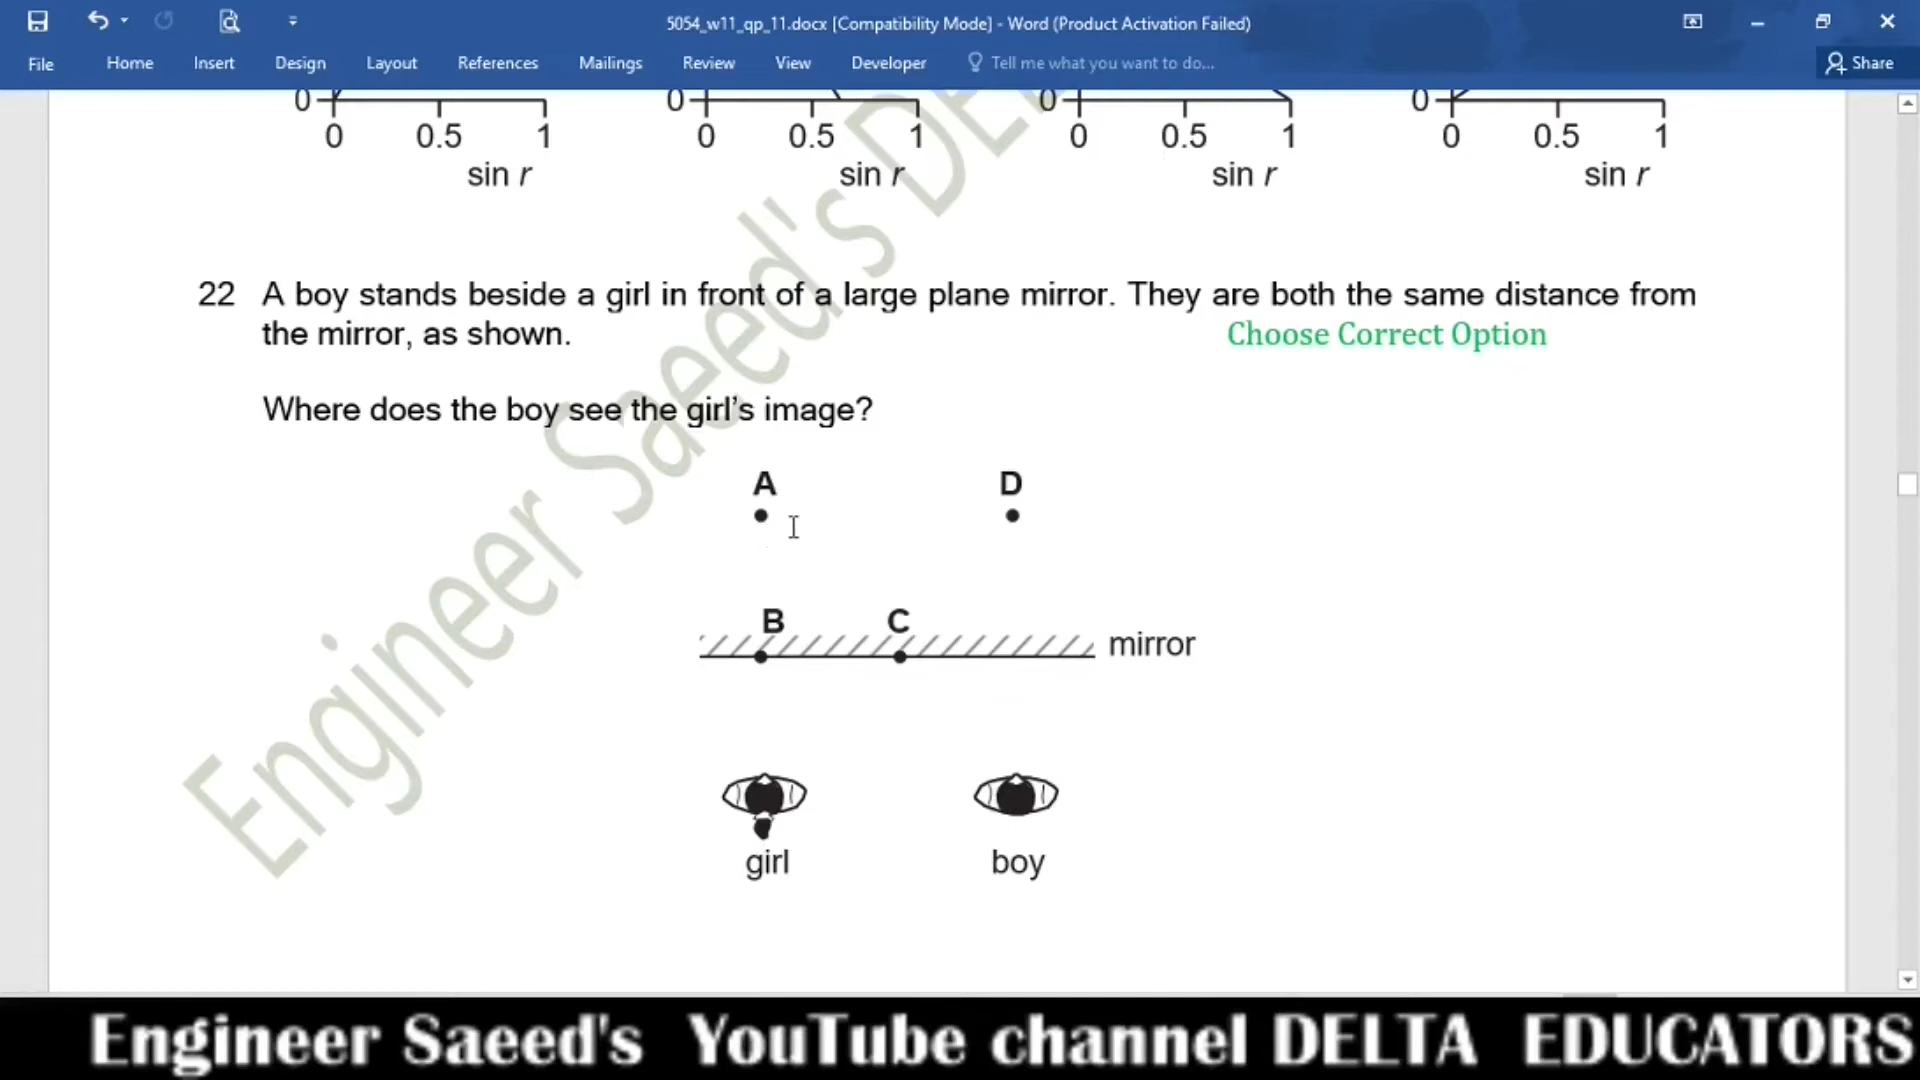 5054_w11_qp_11.docx [Compatibility Mode] - Word (Product Activation Failed)
File Home Insert Design Layout References Mailings Review View Developer Tell me what you want to do... Share
0 0 0 0
0 0.5 1 0 0.5 1 0 0.5 1 0 0.5 1
sin r sin r sin r sin r
22 A boy stands beside a girl in front of a large plane mirror. They are both the same distance from
the mirror, as shown. Choose Correct Option
Where does the boy see the girl's image?
A D
B C
mirror
girl boy
Engineer Saeed's DE
Engineer Saeed's YouTube channel DELTA EDUCATORS